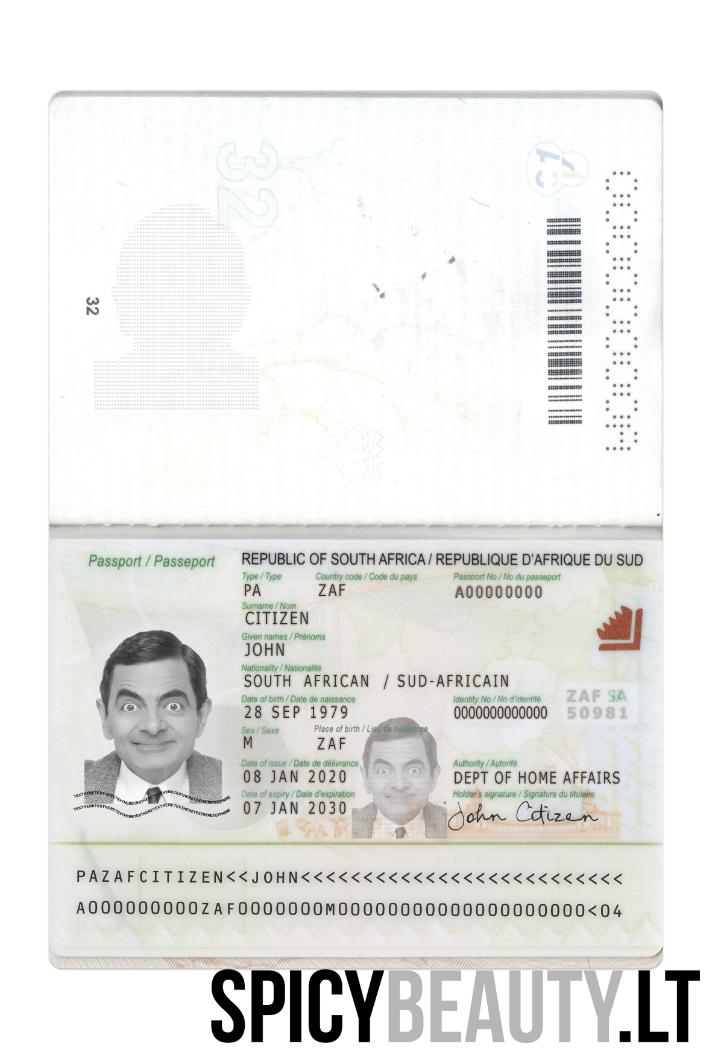 32
32
Passport / Passeport
REPUBLIC OF SOUTH AFRICA / REPUBLIQUE D'AFRIQUE DU SUD
Type / Type Country code / Code du pays Passport No / No du passeport
PA ZAF A00000000
Surname / Nom
CITIZEN
Given names / Prénoms
JOHN
Nationality / Nationalité
SOUTH AFRICAN / SUD-AFRICAIN
Date of birth / Date de naissance Identity No / No d'identité
28 SEP 1979 0000000000000 ZAF SA
50981
Sex / Sexe Place of birth / Lieu de naissance
M ZAF
Date of issue / Date de délivrance Authority / Autorité
08 JAN 2020 DEPT OF HOME AFFAIRS
Date of expiry / Date d'expiration Holder's signature / Signature du titulaire
07 JAN 2030 John Citizen
PAZAFCITIZEN<<JOHN<<<<<<<<<<<<<<<<<<<<<<<<<<
A000000000ZAF0000000M00000000000000000000<04
SPICYBEAUTY.LT